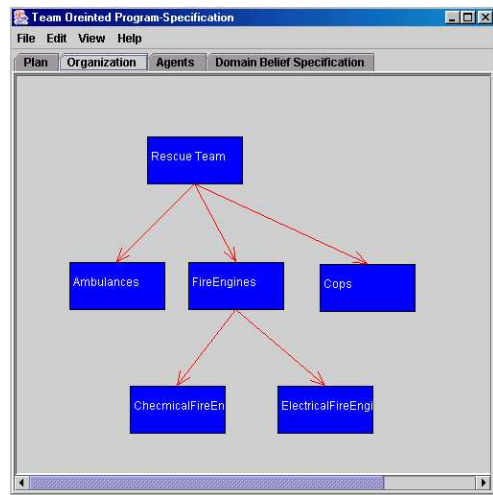 Team Oreinted Program-Specification
File Edit View Help
Plan Organization Agents Domain Belief Specification
Rescue Team
Ambulances FireEngines Cops
ChecmicalFireEn ElectricalFireEngi